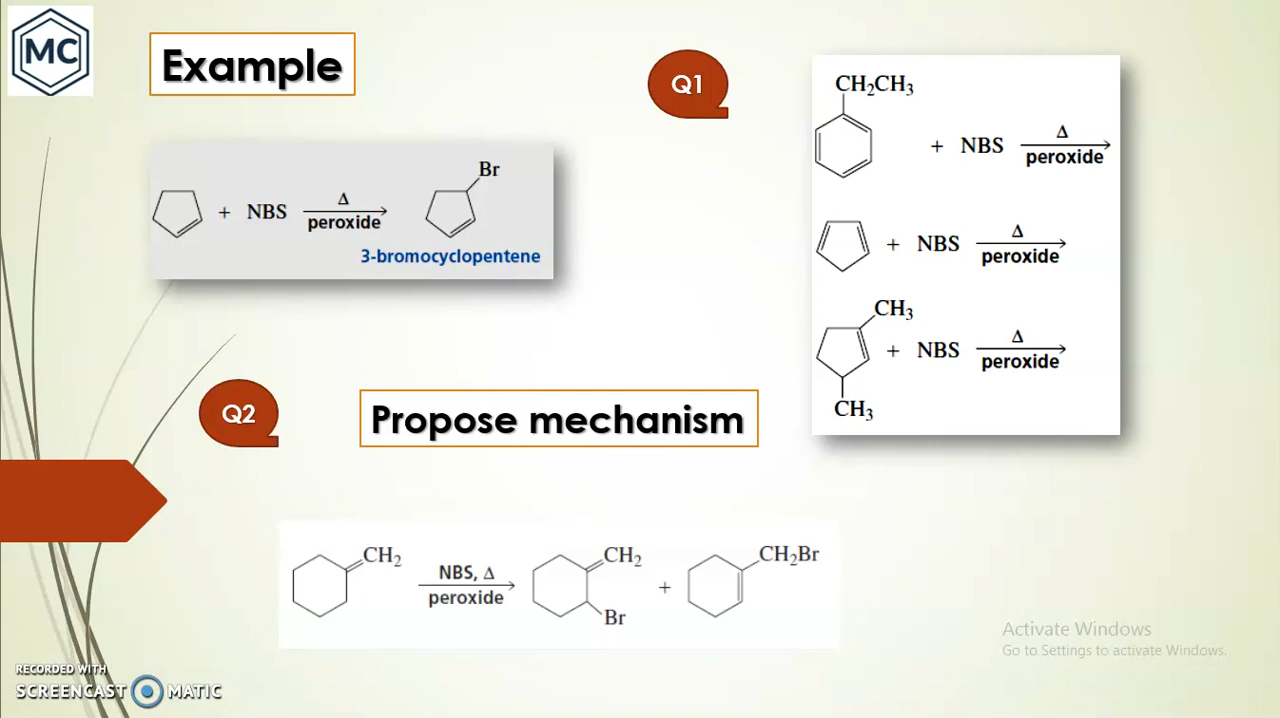 MC
Example
Br
+ NBS
Δ
peroxide
3-bromocyclopentene
Q1
CH₂CH₃
+ NBS
Δ
peroxide
+ NBS
Δ
peroxide
CH₃
+ NBS
Δ
peroxide
CH₃
Q2
Propose mechanism
CH₂
NBS, Δ
peroxide
CH₂
Br
+
CH₂Br
Activate Windows
Go to Settings to activate Windows.
RECORDED WITH
SCREENCAST MATIC